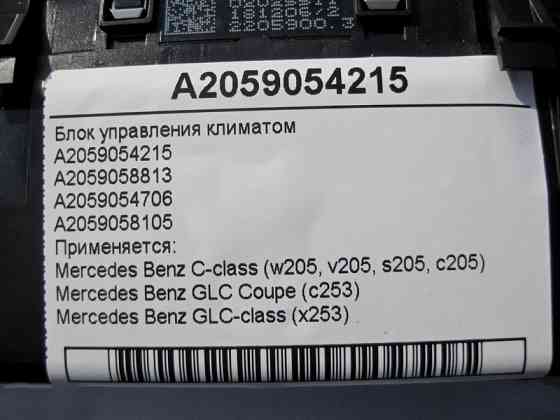 A2059054215
Блок управления климатом
A2059054215
A2059058813
A2059054706
A2059058105
Применяется:
Mercedes Benz C-class (w205, v205, s205, c205)
Mercedes Benz GLC Coupe (c253)
Mercedes Benz GLC-class (x253)